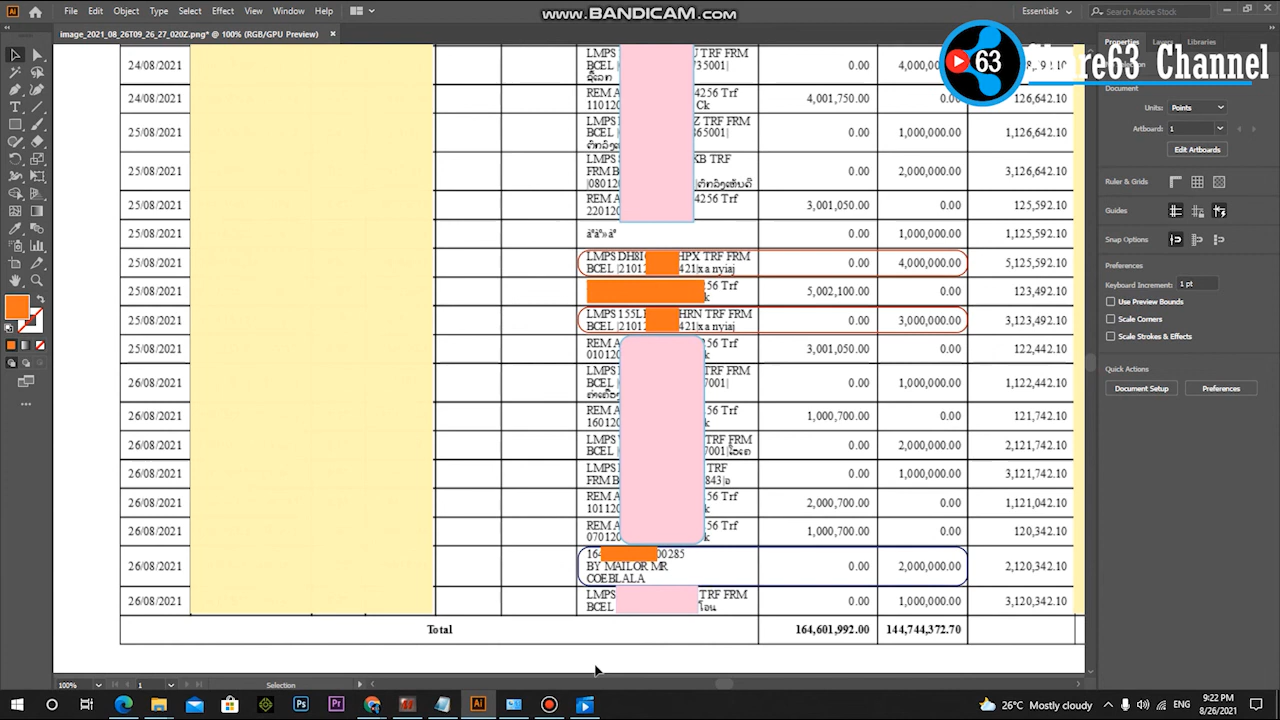 www.BANDICAM.com
File Edit Object Type Select Effect View Window Help
Essentials
Search Adobe Stock
image_2021_08_26T09_26_27_020Z.png* @ 100% (RGB/GPU Preview)
63 Channel
Properties Layers Libraries
Document
Units: Points
Artboard: 1
Edit Artboards
Ruler & Grids
Guides
Snap Options
Preferences
Keyboard Increment: 1 pt
Use Preview Bounds
Scale Corners
Scale Strokes & Effects
Quick Actions
Document Setup Preferences
24/08/2021 LMPS TRF FRM
BCEL 35001|
24/08/2021 REM A 4256 Trf 4,001,750.00 0.00 126,642.10
110120 Ck
25/08/2021 LMPS Z TRF FRM 0.00 1,000,000.00 1,126,642.10
BCEL 865001|
25/08/2021 LMPS KB TRF 0.00 2,000,000.00 3,126,642.10
FRM B
|080120
25/08/2021 REM A 4256 Trf 3,001,050.00 0.00 125,592.10
220120 Ck
25/08/2021 0.00 1,000,000.00 1,125,592.10
25/08/2021 LMPS DH8I HPX TRF FRM 0.00 4,000,000.00 5,125,592.10
BCEL |21012 421|x a nyiaj
25/08/2021 256 Trf 5,002,100.00 0.00 123,492.10
k
25/08/2021 LMPS 155L HRN TRF FRM 0.00 3,000,000.00 3,123,492.10
BCEL |21012 421|x a nyiaj
25/08/2021 REM A 256 Trf 3,001,050.00 0.00 122,442.10
010120 k
26/08/2021 LMPS TRF FRM 0.00 1,000,000.00 1,122,442.10
BCEL 7001|
26/08/2021 REM A 256 Trf 1,000,700.00 0.00 121,742.10
160120 k
26/08/2021 LMPS TRF FRM 0.00 2,000,000.00 2,121,742.10
BCEL 7001|
26/08/2021 LMPS TRF 0.00 1,000,000.00 3,121,742.10
FRM B 843|
26/08/2021 REM A 56 Trf 2,000,700.00 0.00 1,121,042.10
101120 k
26/08/2021 REM A 56 Trf 1,000,700.00 0.00 120,342.10
070120 k
26/08/2021 164 00285 0.00 2,000,000.00 2,120,342.10
BY MAILOR MR
COEBLALA
26/08/2021 LMPS TRF FRM 0.00 1,000,000.00 3,120,342.10
BCEL ໂອນ
Total 164,601,992.00 144,744,372.70
100% 1 Selection
26°C Mostly cloudy ENG 9:22 PM
8/26/2021